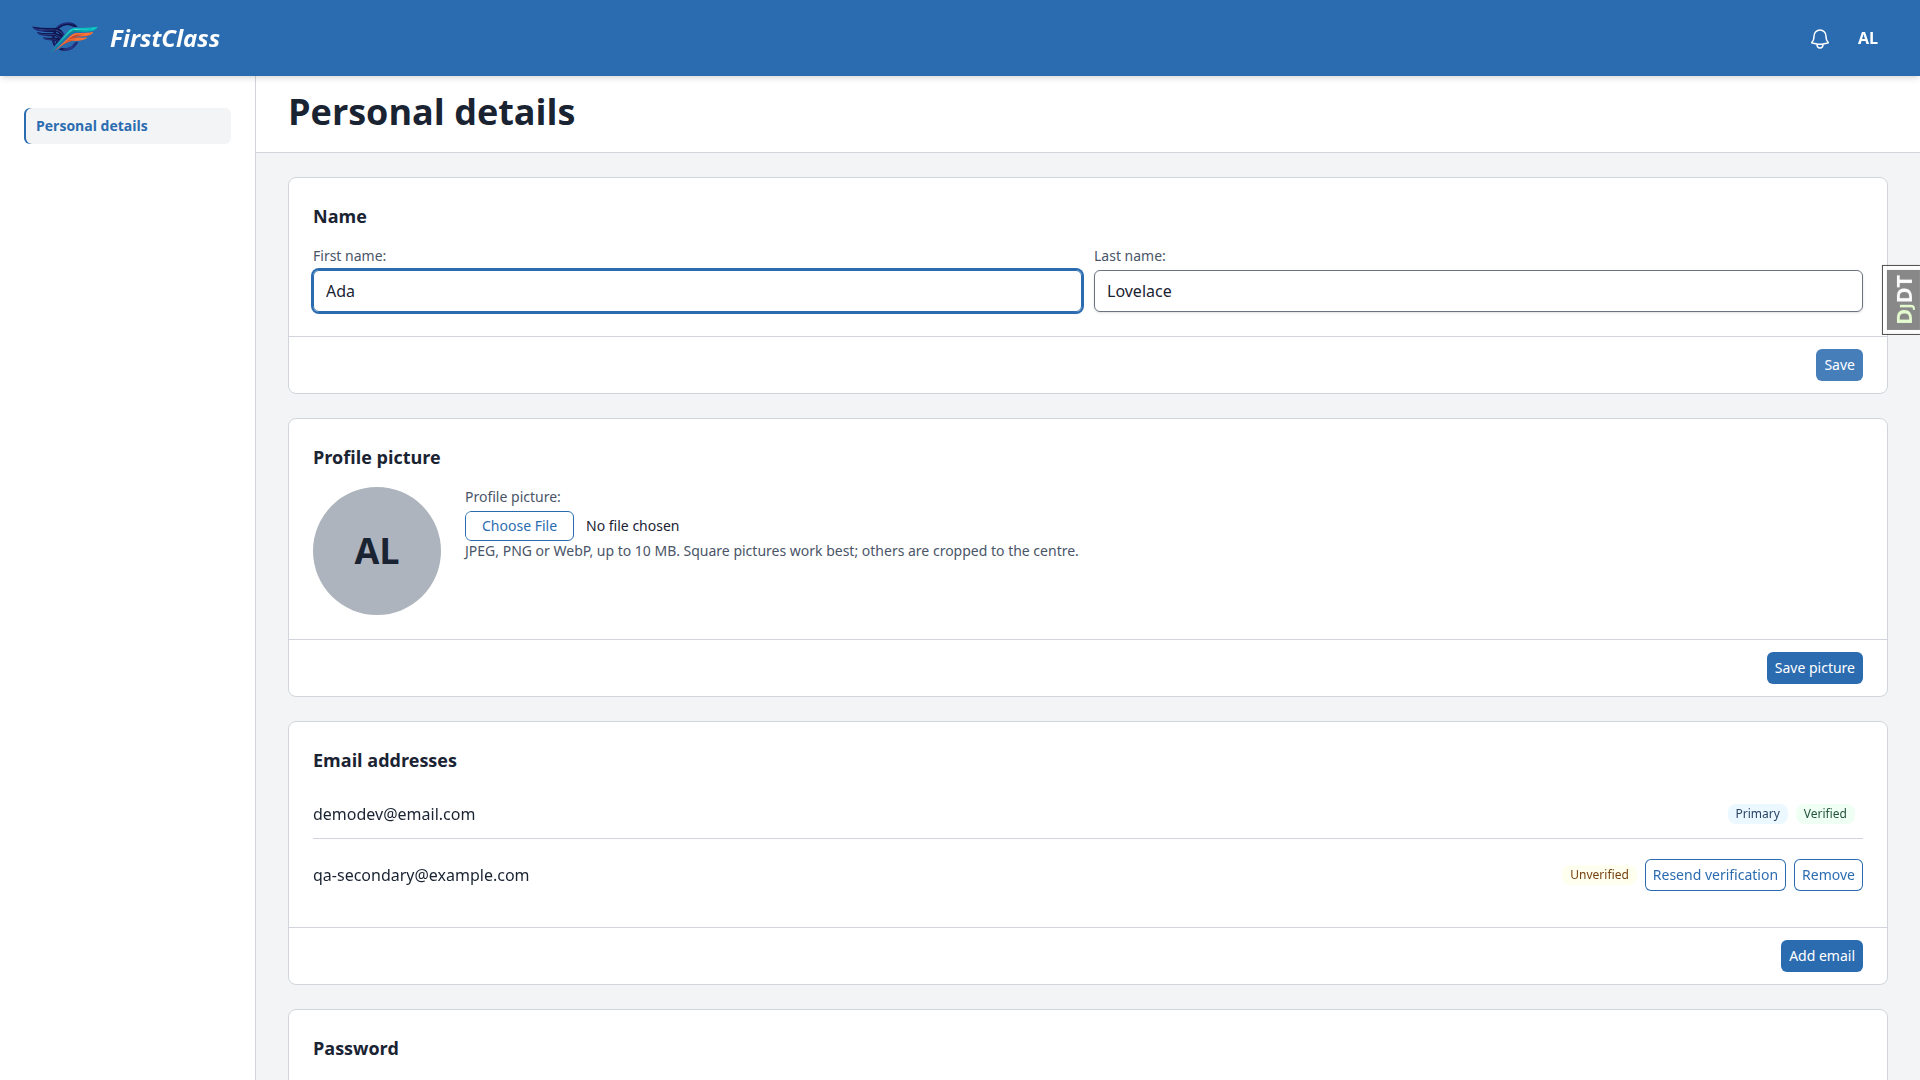 FirstClass
AL
Personal details
Personal details
Name
First name:
Last name:
Ada
Lovelace
DJDT
Save
Profile picture
AL
Profile picture:
Choose File No file chosen
JPEG, PNG or WebP, up to 10 MB. Square pictures work best; others are cropped to the centre.
Save picture
Email addresses
demodev@email.com Primary Verified
qa-secondary@example.com Unverified Resend verification Remove
Add email
Password